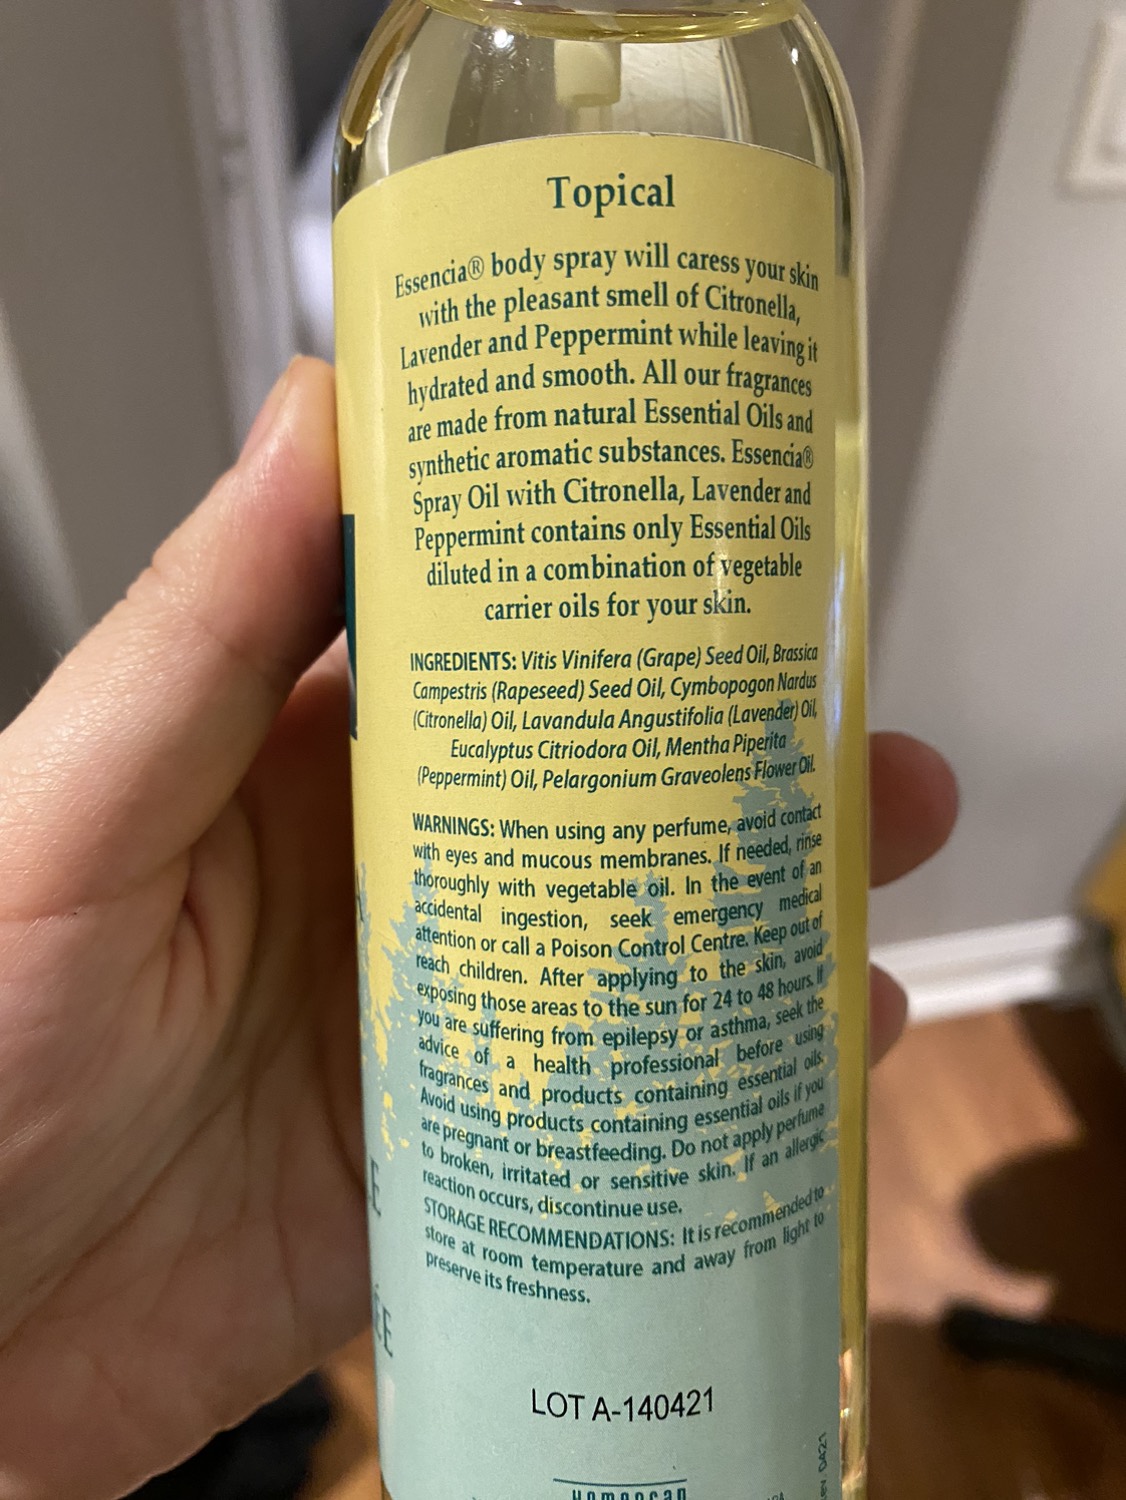 Topical
Essencia® body spray will caress your skin
with the pleasant smell of Citronella,
Lavender and Peppermint while leaving it
hydrated and smooth. All our fragrances
are made from natural Essential Oils and
synthetic aromatic substances. Essencia®
Spray Oil with Citronella, Lavender and
Peppermint contains only Essential Oils
diluted in a combination of vegetable
carrier oils for your skin.
INGREDIENTS: Vitis Vinifera (Grape) Seed Oil, Brassica
Campestris (Rapeseed) Seed Oil, Cymbopogon Nardus
(Citronella) Oil, Lavandula Angustifolia (Lavender) Oil,
Eucalyptus Citriodora Oil, Mentha Piperita
(Peppermint) Oil, Pelargonium Graveolens Flower Oil.
WARNINGS: When using any perfume, avoid contact
with eyes and mucous membranes. If needed, rinse
thoroughly with vegetable oil. In the event of an
accidental ingestion, seek emergency medical
attention or call a Poison Control Centre. Keep out of
reach children. After applying to the skin, avoid
exposing those areas to the sun for 24 to 48 hours. If
you are suffering from epilepsy or asthma, seek the
advice of a health professional before using
fragrances and products containing essential oils.
Avoid using products containing essential oils if you
are pregnant or breastfeeding. Do not apply perfume
to broken, irritated or sensitive skin. If an allergic
reaction occurs, discontinue use.
STORAGE RECOMMENDATIONS: It is recommended to
store at room temperature and away from light to
preserve its freshness.
LOT A-140421
0421